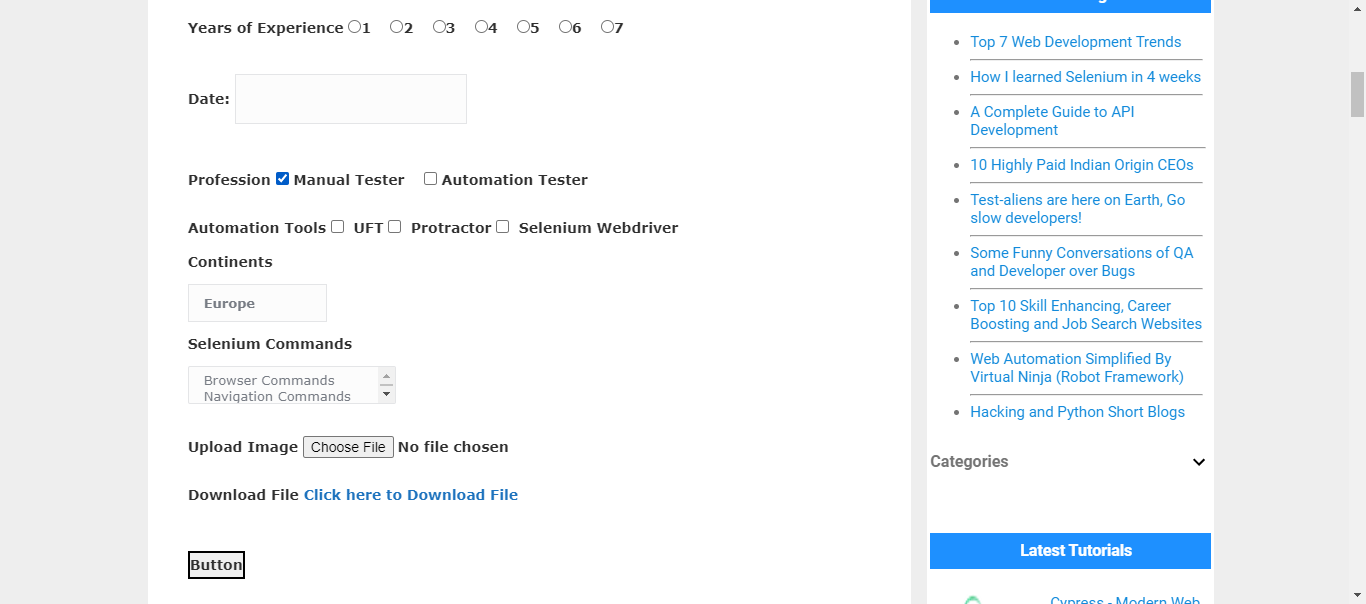 Years of Experience 1 2 3 4 5 6 7
Date:
Profession Manual Tester Automation Tester
Automation Tools UFT Protractor Selenium Webdriver
Continents
Europe
Selenium Commands
Browser Commands
Navigation Commands
Upload Image Choose File No file chosen
Download File Click here to Download File
Button
Top 7 Web Development Trends
How I learned Selenium in 4 weeks
A Complete Guide to API
Development
10 Highly Paid Indian Origin CEOs
Test-aliens are here on Earth, Go
slow developers!
Some Funny Conversations of QA
and Developer over Bugs
Top 10 Skill Enhancing, Career
Boosting and Job Search Websites
Web Automation Simplified By
Virtual Ninja (Robot Framework)
Hacking and Python Short Blogs
Categories
Latest Tutorials
Cypress - Modern Web